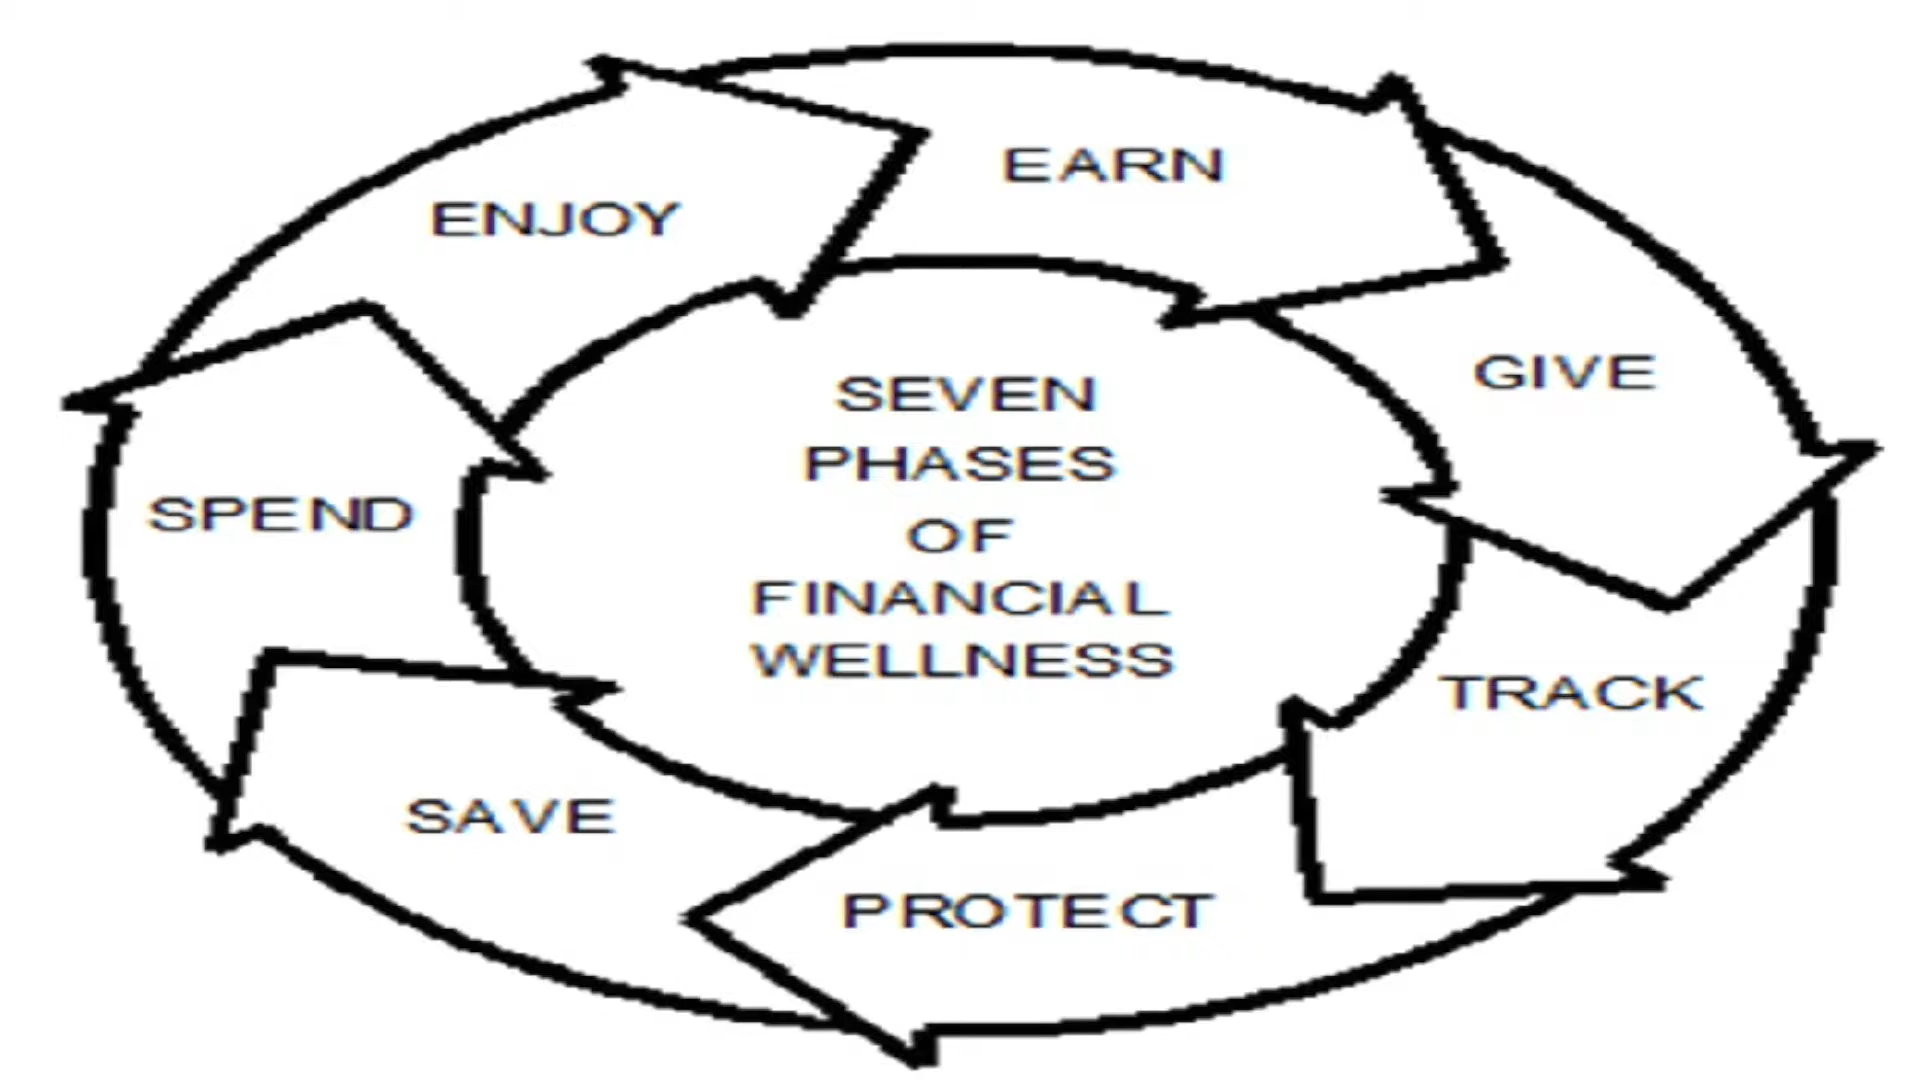 EARN
GIVE
TRACK
PROTECT
SAVE
SPEND
ENJOY
SEVEN
PHASES
OF
FINANCIAL
WELLNESS